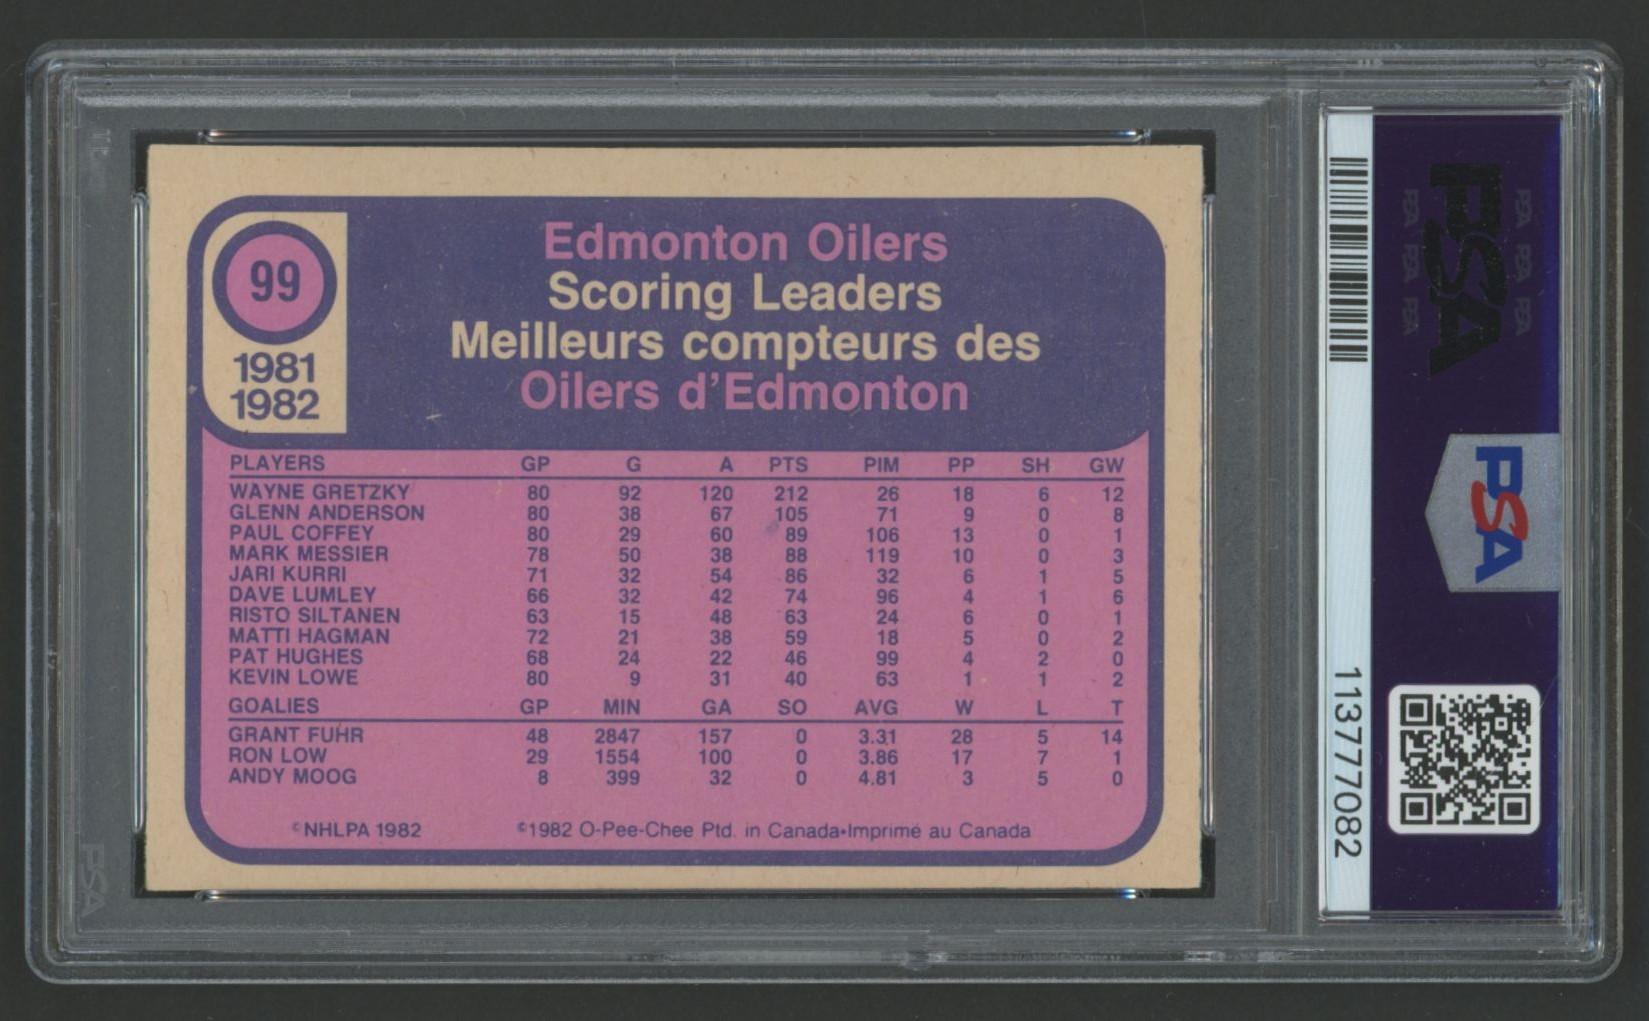 99
1981
1982
Edmonton Oilers
Scoring Leaders
Meilleurs compteurs des
Oilers d'Edmonton
PLAYERS GP G A PTS PIM PP SH GW
WAYNE GRETZKY 80 92 120 212 26 18 6 12
GLENN ANDERSON 80 38 67 105 71 9 0 8
PAUL COFFEY 80 29 60 89 106 13 0 1
MARK MESSIER 78 50 38 88 119 10 0 3
JARI KURRI 71 32 54 86 32 6 1 5
DAVE LUMLEY 66 32 42 74 96 4 1 6
RISTO SILTANEN 63 15 48 63 24 6 0 1
MATTI HAGMAN 72 21 38 59 18 5 0 2
PAT HUGHES 68 24 22 46 99 4 2 0
KEVIN LOWE 80 9 31 40 63 1 1 2
GOALIES GP MIN GA SO AVG W L T
GRANT FUHR 48 2847 157 0 3.31 28 5 14
RON LOW 29 1554 100 0 3.86 17 7 1
ANDY MOOG 8 399 32 0 4.81 3 5 0
©NHLPA 1982 ©1982 O-Pee-Chee Ptd. in Canada•Imprimé au Canada
PSA
PSA PSA PSA
PSA PSA PSA
PSA
113777082
PSA